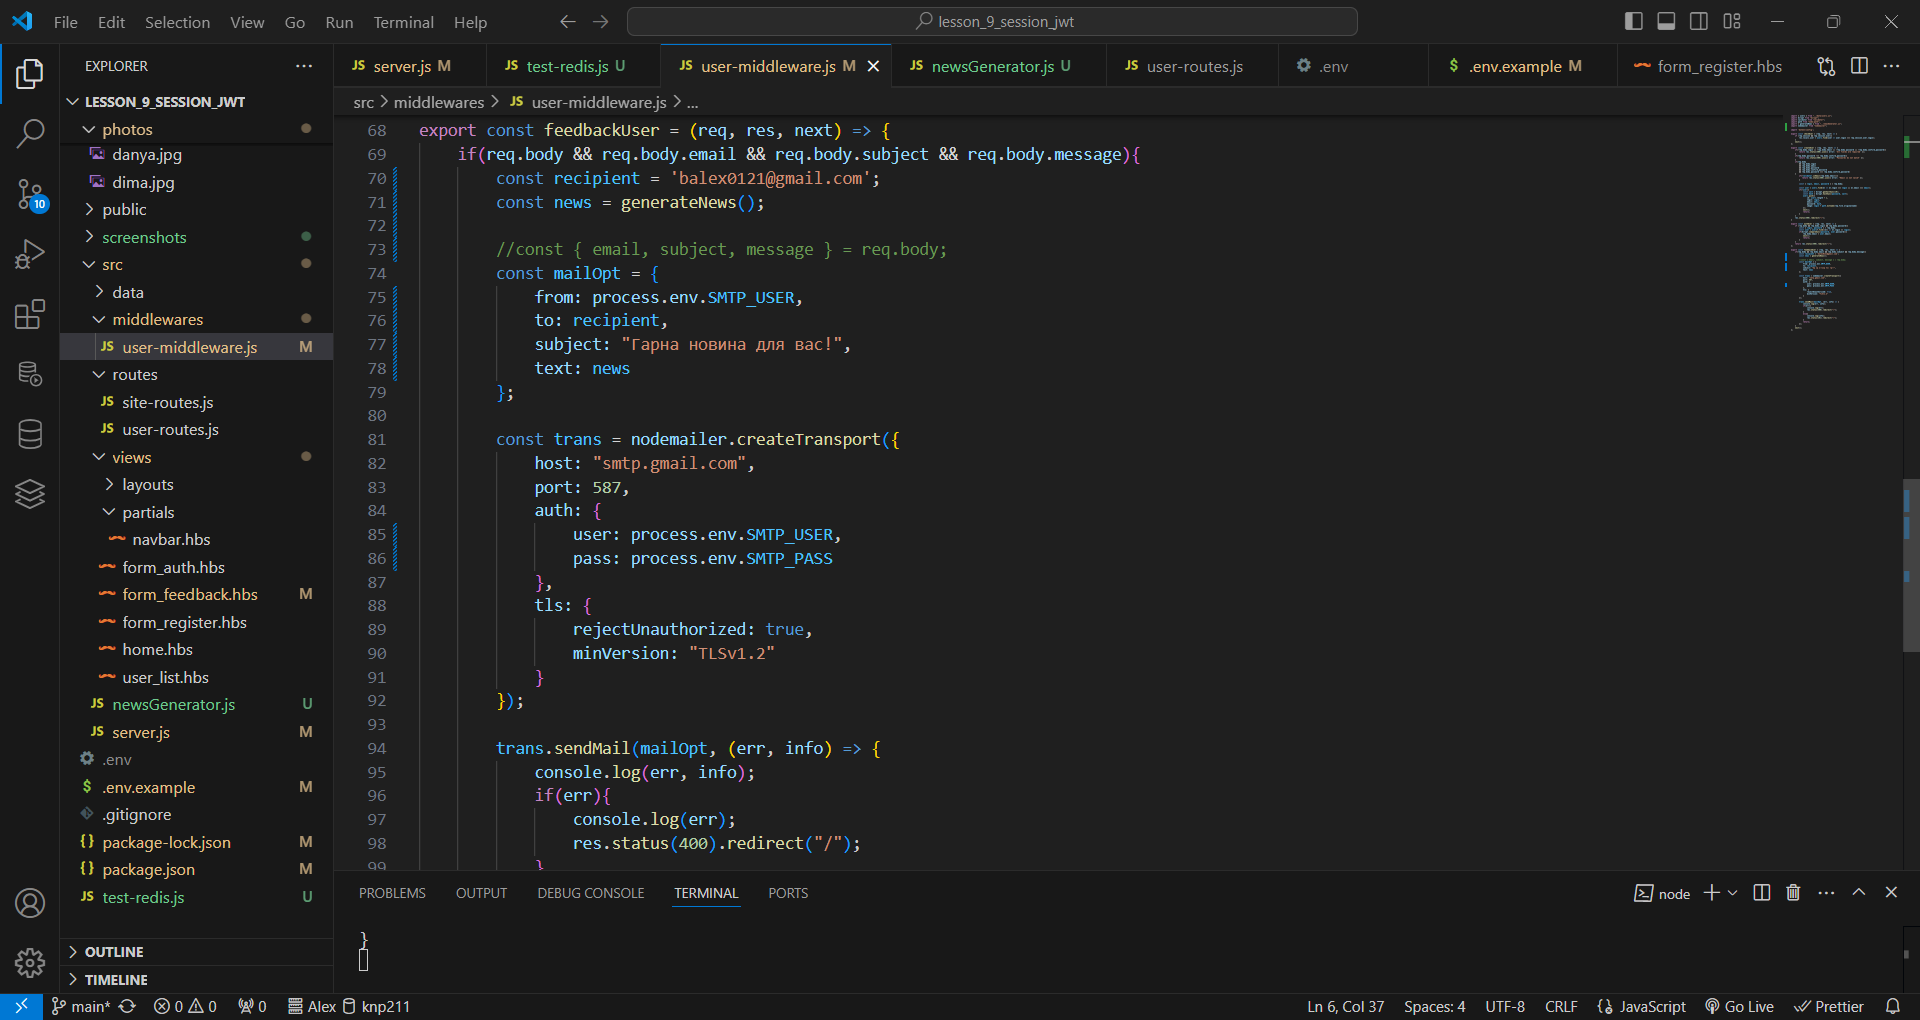 File Edit Selection View Go Run Terminal Help
lesson_9_session_jwt
EXPLORER
LESSON_9_SESSION_JWT
photos
danya.jpg
dima.jpg
public
screenshots
src
data
middlewares
JS user-middleware.js M
routes
JS site-routes.js
JS user-routes.js
views
layouts
partials
navbar.hbs
form_auth.hbs
form_feedback.hbs M
form_register.hbs
home.hbs
user_list.hbs
JS newsGenerator.js U
JS server.js M
.env
$ .env.example M
.gitignore
{} package-lock.json M
{} package.json M
JS test-redis.js U
OUTLINE
TIMELINE
10
JS server.js M JS test-redis.js U JS user-middleware.js M JS newsGenerator.js U JS user-routes.js .env $ .env.example M form_register.hbs
src > middlewares > JS user-middleware.js > ...
68 export const feedbackUser = (req, res, next) => {
69 if(req.body && req.body.email && req.body.subject && req.body.message){
70 const recipient = 'balex0121@gmail.com';
71 const news = generateNews();
72
73 //const { email, subject, message } = req.body;
74 const mailOpt = {
75 from: process.env.SMTP_USER,
76 to: recipient,
77 subject: "Гарна новина для вас!",
78 text: news
79 };
80
81 const trans = nodemailer.createTransport({
82 host: "smtp.gmail.com",
83 port: 587,
84 auth: {
85 user: process.env.SMTP_USER,
86 pass: process.env.SMTP_PASS
87 },
88 tls: {
89 rejectUnauthorized: true,
90 minVersion: "TLSv1.2"
91 }
92 });
93
94 trans.sendMail(mailOpt, (err, info) => {
95 console.log(err, info);
96 if(err){
97 console.log(err);
98 res.status(400).redirect("/");
99 }
PROBLEMS OUTPUT DEBUG CONSOLE TERMINAL PORTS
node
}
main* 0 0 0 Alex knp211
Ln 6, Col 37 Spaces: 4 UTF-8 CRLF {} JavaScript Go Live Prettier